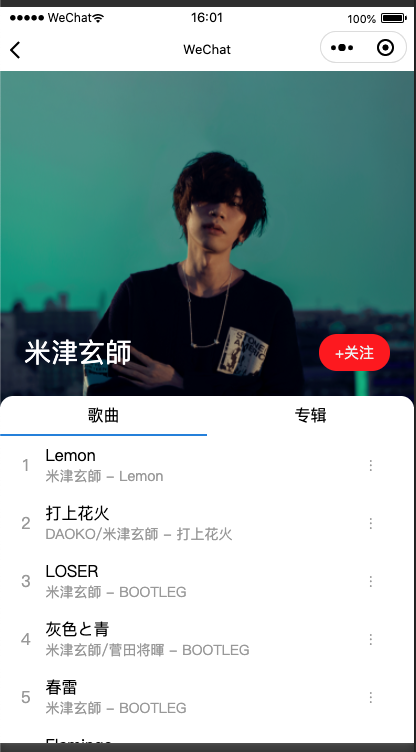 WeChat
16:01
100%
WeChat
米津玄師
+关注
歌曲
专辑
1
Lemon
米津玄師 - Lemon
2
打上花火
DAOKO/米津玄師 - 打上花火
3
LOSER
米津玄師 - BOOTLEG
4
灰色と青
米津玄師/菅田将暉 - BOOTLEG
5
春雷
米津玄師 - BOOTLEG
Flamingo